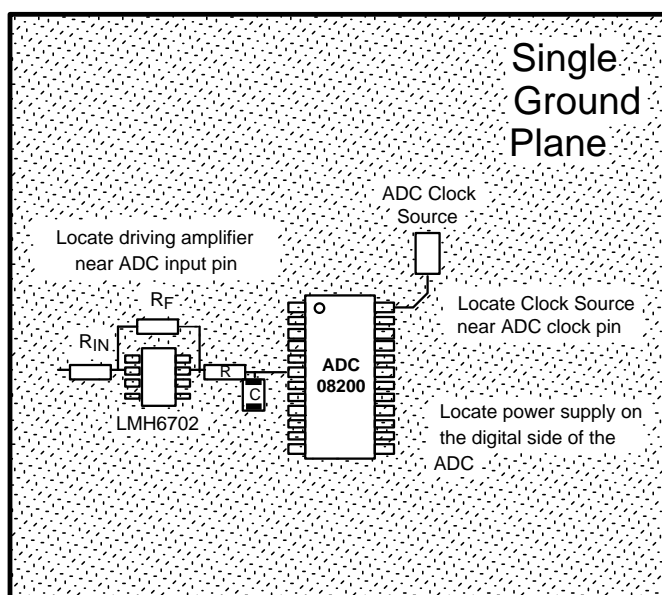 Single
Ground
Plane
ADC Clock
Source
Locate driving amplifier
near ADC input pin
RF
RIN
Locate Clock Source
near ADC clock pin
ADC
08200
R
C
LMH6702
Locate power supply on
the digital side of the
ADC